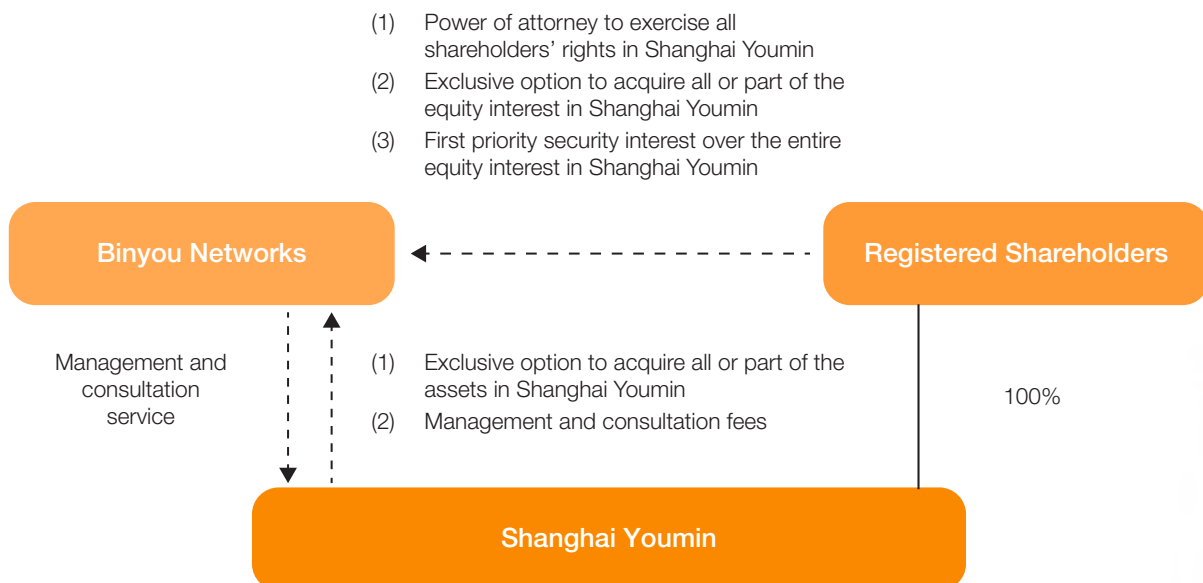 (1) Power of attorney to exercise all
shareholders’ rights in Shanghai Youmin
(2) Exclusive option to acquire all or part of the
equity interest in Shanghai Youmin
(3) First priority security interest over the entire
equity interest in Shanghai Youmin
Binyou Networks
Registered Shareholders
Management and
consultation
service
(1) Exclusive option to acquire all or part of the
assets in Shanghai Youmin
(2) Management and consultation fees
100%
Shanghai Youmin